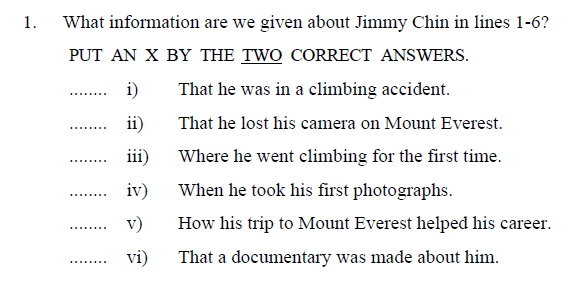 1. What information are we given about Jimmy Chin in lines 1-6?
PUT AN X BY THE TWO CORRECT ANSWERS.
........ i) That he was in a climbing accident.
........ ii) That he lost his camera on Mount Everest.
........ iii) Where he went climbing for the first time.
........ iv) When he took his first photographs.
........ v) How his trip to Mount Everest helped his career.
........ vi) That a documentary was made about him.